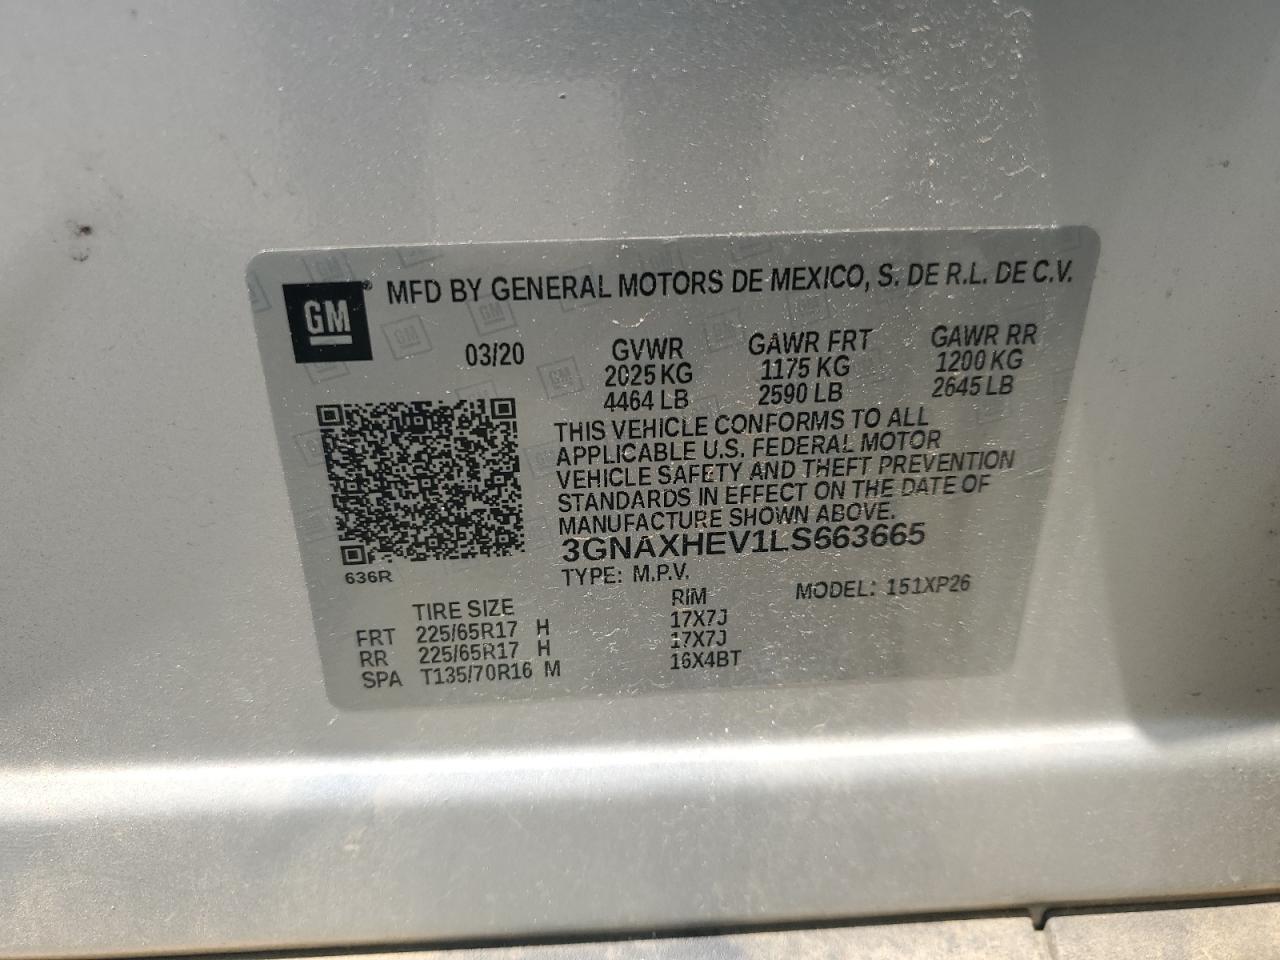 GM
MFD BY GENERAL MOTORS DE MEXICO, S. DE R.L. DE C.V.
03/20
GVWR GAWR FRT GAWR RR
2025 KG 1175 KG 1200 KG
4464 LB 2590 LB 2645 LB
THIS VEHICLE CONFORMS TO ALL
APPLICABLE U.S. FEDERAL MOTOR
VEHICLE SAFETY AND THEFT PREVENTION
STANDARDS IN EFFECT ON THE DATE OF
MANUFACTURE SHOWN ABOVE.
3GNAXHEV1LS663665
636R
TYPE: M.P.V. MODEL: 151XP26
TIRE SIZE RIM
FRT 225/65R17 H 17X7J
RR 225/65R17 H 17X7J
SPA T135/70R16 M 16X4BT